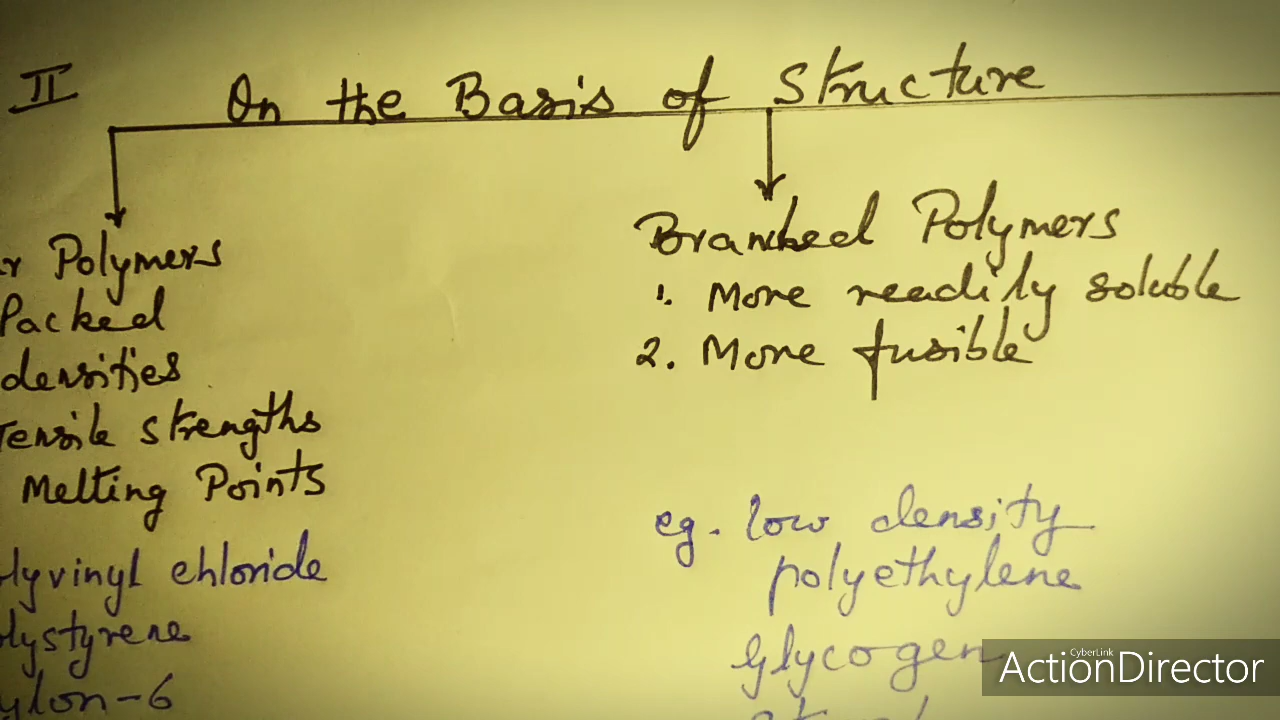 II On the Basis of Structure
r Polymers
Packed
densities
Tensile strengths
Melting Points
lyvinyl chloride
lystyrene
ylon-6
Branched Polymers
1. More readily soluble
2. More fusible
eg. low density
polyethylene
Glycogen
CyberLink
ActionDirector